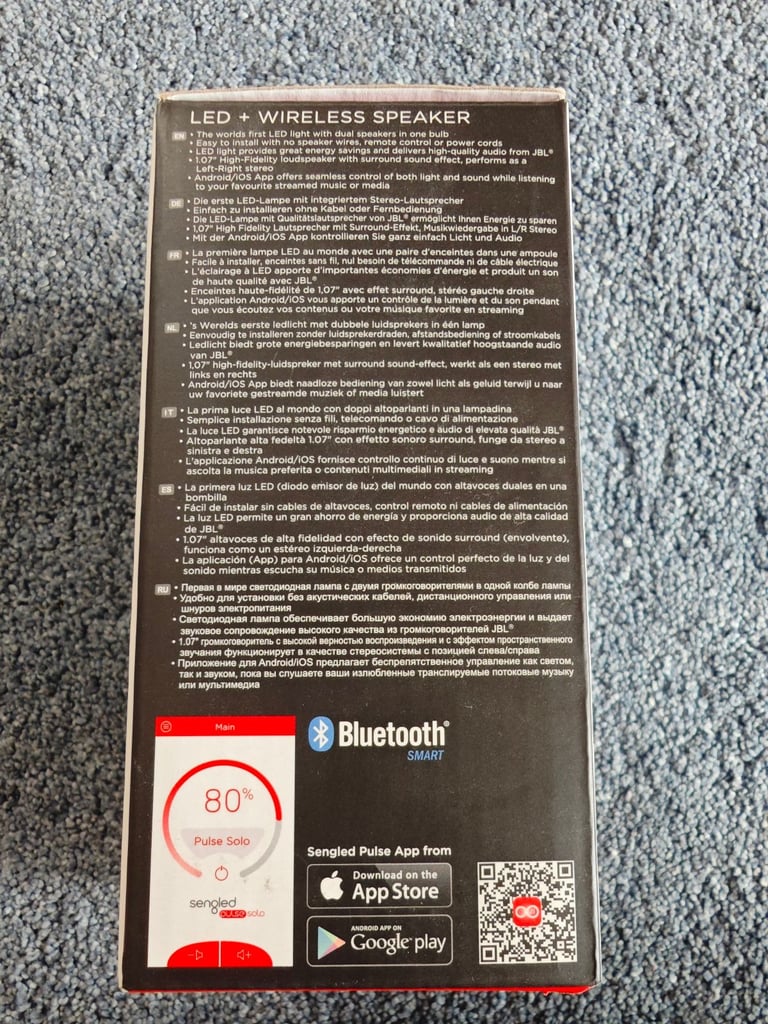 LED + WIRELESS SPEAKER
EN • The worlds first LED light with dual speakers in one bulb
• Easy to install with no speaker wires, remote control or power cords
• LED light provides great energy savings and delivers high-quality audio from JBL®
• 1.07" High-Fidelity loudspeaker with surround sound effect, performs as a
Left-Right stereo
• Android/iOS App offers seamless control of both light and sound while listening
to your favourite streamed music or media
DE • Die erste LED-Lampe mit integriertem Stereo-Lautsprecher
• Einfach zu installieren ohne Kabel oder Fernbedienung
• Die LED-Lampe mit Qualitätslautsprecher von JBL® ermöglicht Ihnen Energie zu sparen
• 1,07" High Fidelity Lautsprecher mit Surround-Effekt, Musikwiedergabe in L/R Stereo
• Mit der Android/iOS App kontrollieren Sie ganz einfach Licht und Audio
FR • La première lampe LED au monde avec une paire d'enceintes dans une ampoule
• Facile à installer, enceintes sans fil, nul besoin de télécommande ni de câble électrique
• L'éclairage à LED apporte d'importantes économies d'énergie et produit un son
de haute qualité avec JBL®
• Enceintes haute-fidélité de 1,07" avec effet surround, stéréo gauche droite
• L'application Android/iOS vous apporte un contrôle de la lumière et du son pendant
que vous écoutez vos contenus ou votre músique favorite en streaming
NL • 's Werelds eerste ledlicht met dubbele luidsprekers in één lamp
• Eenvoudig te installeren zonder luidsprekerdraden, afstandsbediening of stroomkabels
• Ledlicht biedt grote energiebesparingen en levert kwalitatief hoogstaande audio
van JBL®
• 1,07" high-fidelity-luidspreker met surround sound-effect, werkt als een stereo met
links en rechts
• Android/iOS App biedt naadloze bediening van zowel licht als geluid terwijl u naar
uw favoriete gestreamde muziek of media luistert
IT • La prima luce LED al mondo con doppi altoparlanti in una lampadina
• Semplice installazione senza fili, telecomando o cavo di alimentazione
• La luce LED garantisce notevole risparmio energetico e audio di elevata qualità JBL®
• Altoparlante alta fedeltà 1.07" con effetto sonoro surround, funge da stereo a
sinistra e destra
• L'applicazione Android/iOS fornisce controllo continuo di luce e suono mentre si
ascolta la musica preferita o contenuti multimediali in streaming
ES • La primera luz LED (diodo emisor de luz) del mundo con altavoces duales en una
bombilla
• Fácil de instalar sin cables de altavoces, control remoto ni cables de alimentación
• La luz LED permite un gran ahorro de energía y proporciona audio de alta calidad
de JBL®
• 1.07" altavoces de alta fidelidad con efecto de sonido surround (envolvente),
funciona como un estéreo izquierda-derecha
• La aplicación (App) para Android/iOS ofrece un control perfecto de la luz y del
sonido mientras escucha su música o medios transmitidos
RU • Первая в мире светодиодная лампа с двумя громкоговорителями в одной колбе лампы
• Удобно для установки без акустических кабелей, дистанционного управления или
шнуров электропитания
• Светодиодная лампа обеспечивает большую экономию электроэнергии и выдает
звуковое сопровождение высокого качества из громкоговорителей JBL®
• 1.07" громкоговоритель с высокой верностью воспроизведения и с эффектом пространственного
звучания функционирует в качестве стереосистемы с позицией слева/справа
• Приложение для Android/iOS предлагает беспрепятственное управление как светом,
так и звуком, пока вы слушаете ваши излюбленные транслируемые потоковые музыку
или мультимедиа
Main
80%
Pulse Solo
sengled
pulse solo
Bluetooth®
SMART
Sengled Pulse App from
Download on the
App Store
ANDROID APP ON
Google play